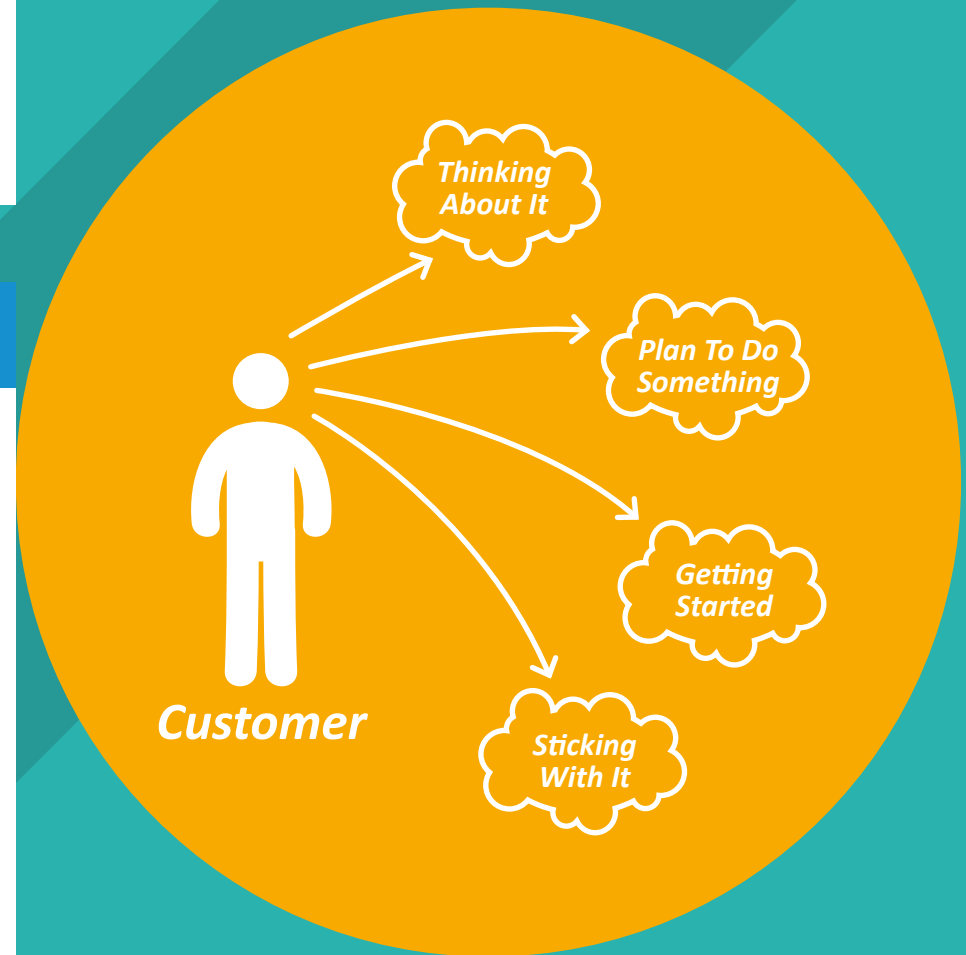 Thinking
About It
Plan To Do
Something
Getting
Started
Sticking
With It
Customer